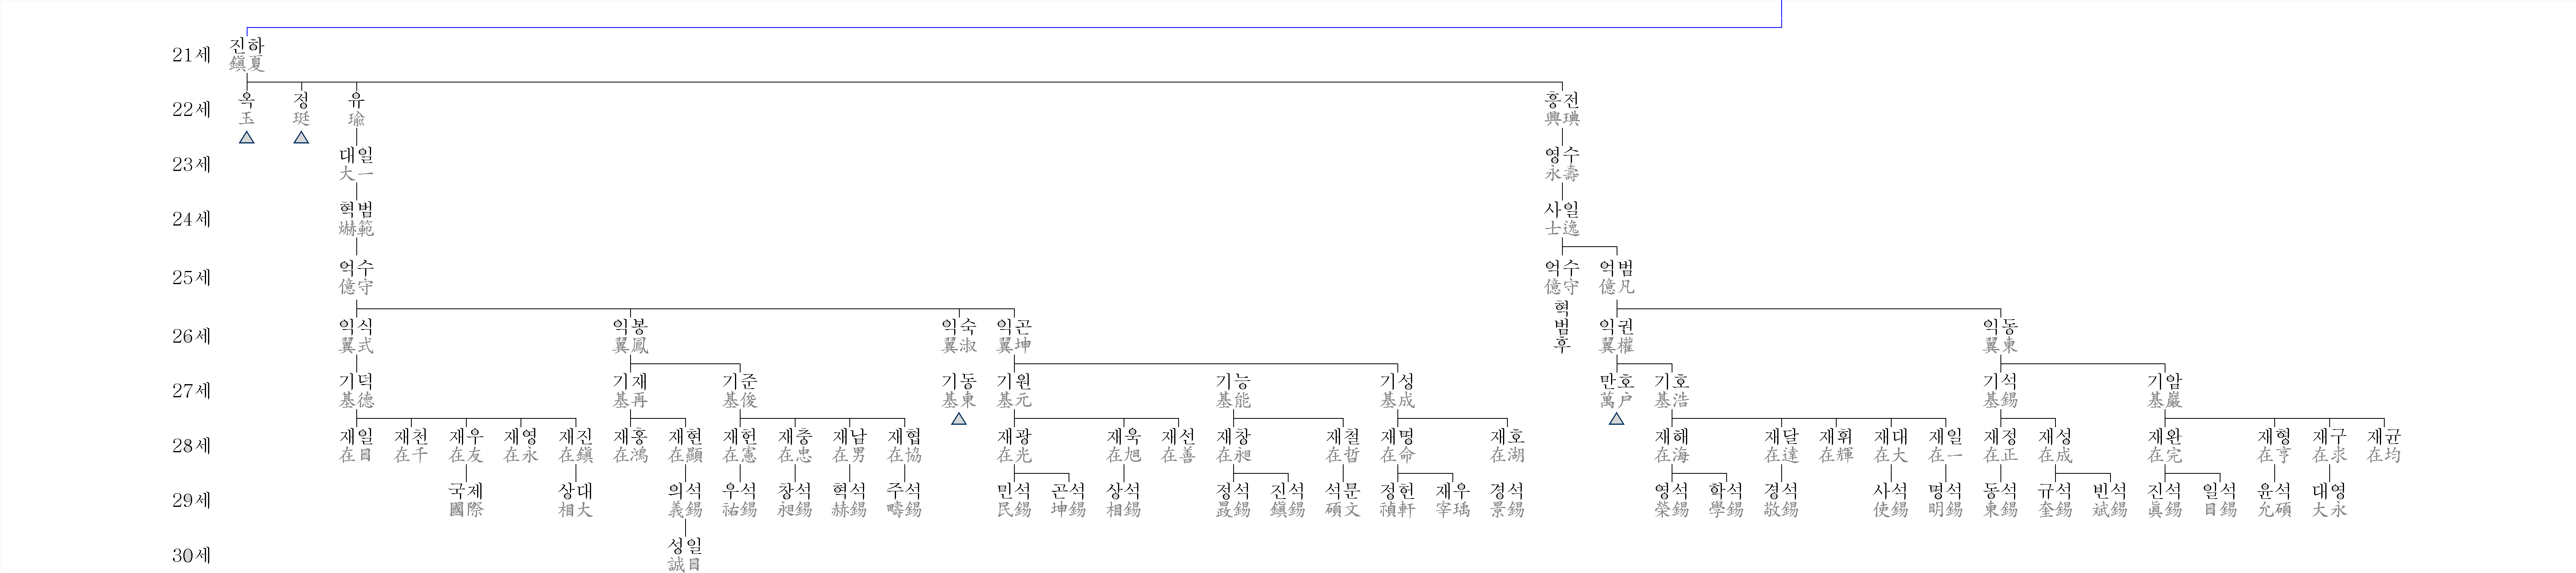 21세 진하
鎭夏
22세 옥 정 유 흥전
玉 珽 瑜 興琠
23세 대일 영수
大一 永壽
24세 혁범 사일
爀範 士逸
25세 억수 억수 억범
億守 億守 億凡
혁범후
26세 익식 익봉 익숙 익곤 익권 익동
翼式 翼鳳 翼淑 翼坤 翼權 翼東
27세 기덕 기재 기준 기동 기원 기능 기성 만호 기호 기석 기암
基德 基再 基俊 基東 基元 基能 基成 萬户 基浩 基錫 基巖
28세 재일 재천 재우 재영 재진 재홍 재현 재헌 재충 재남 재협 재광 재욱 재선 재창 재철 재명 재호 재해 재달 재휘 재대 재일 재정 재성 재완 재형 재구 재균
在日 在千 在友 在永 在鎭 在鴻 在顯 在憲 在忠 在男 在協 在光 在旭 在善 在昶 在哲 在命 在湖 在海 在達 在輝 在大 在一 在正 在成 在完 在亨 在求 在均
29세 국제 상대 의석 우석 창석 혁석 주석 민석 곤석 상석 정석 진석 석문 정헌 재우 경석 영석 학석 경석 사석 명석 동석 규석 빈석 진석 일석 윤석 대영
國際 相大 義錫 祐錫 昶錫 赫錫 疇錫 民錫 坤錫 相錫 晸錫 鎭錫 碩文 禎軒 宰瑀 景錫 榮錫 學錫 敬錫 使錫 明錫 東錫 奎錫 斌錫 眞錫 日錫 允碩 大永
30세 성일
誠日